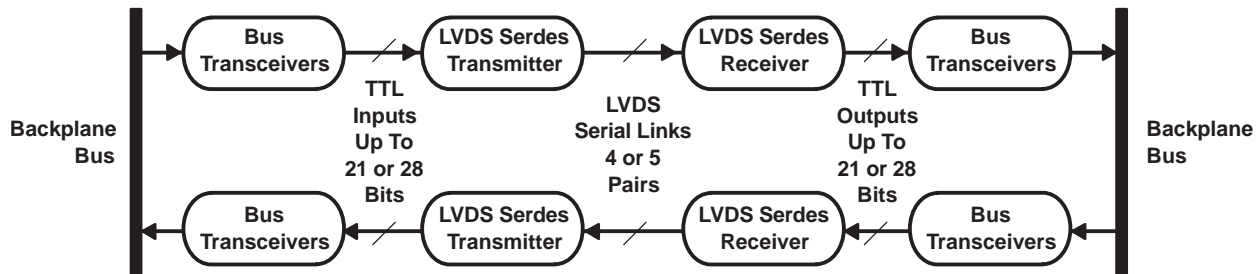 Bus
Transceivers
LVDS Serdes
Transmitter
LVDS Serdes
Receiver
Bus
Transceivers
Backplane
Bus
TTL
Inputs
Up To
21 or 28
Bits
LVDS
Serial Links
4 or 5
Pairs
TTL
Outputs
Up To
21 or 28
Bits
Backplane
Bus
Bus
Transceivers
LVDS Serdes
Transmitter
LVDS Serdes
Receiver
Bus
Transceivers